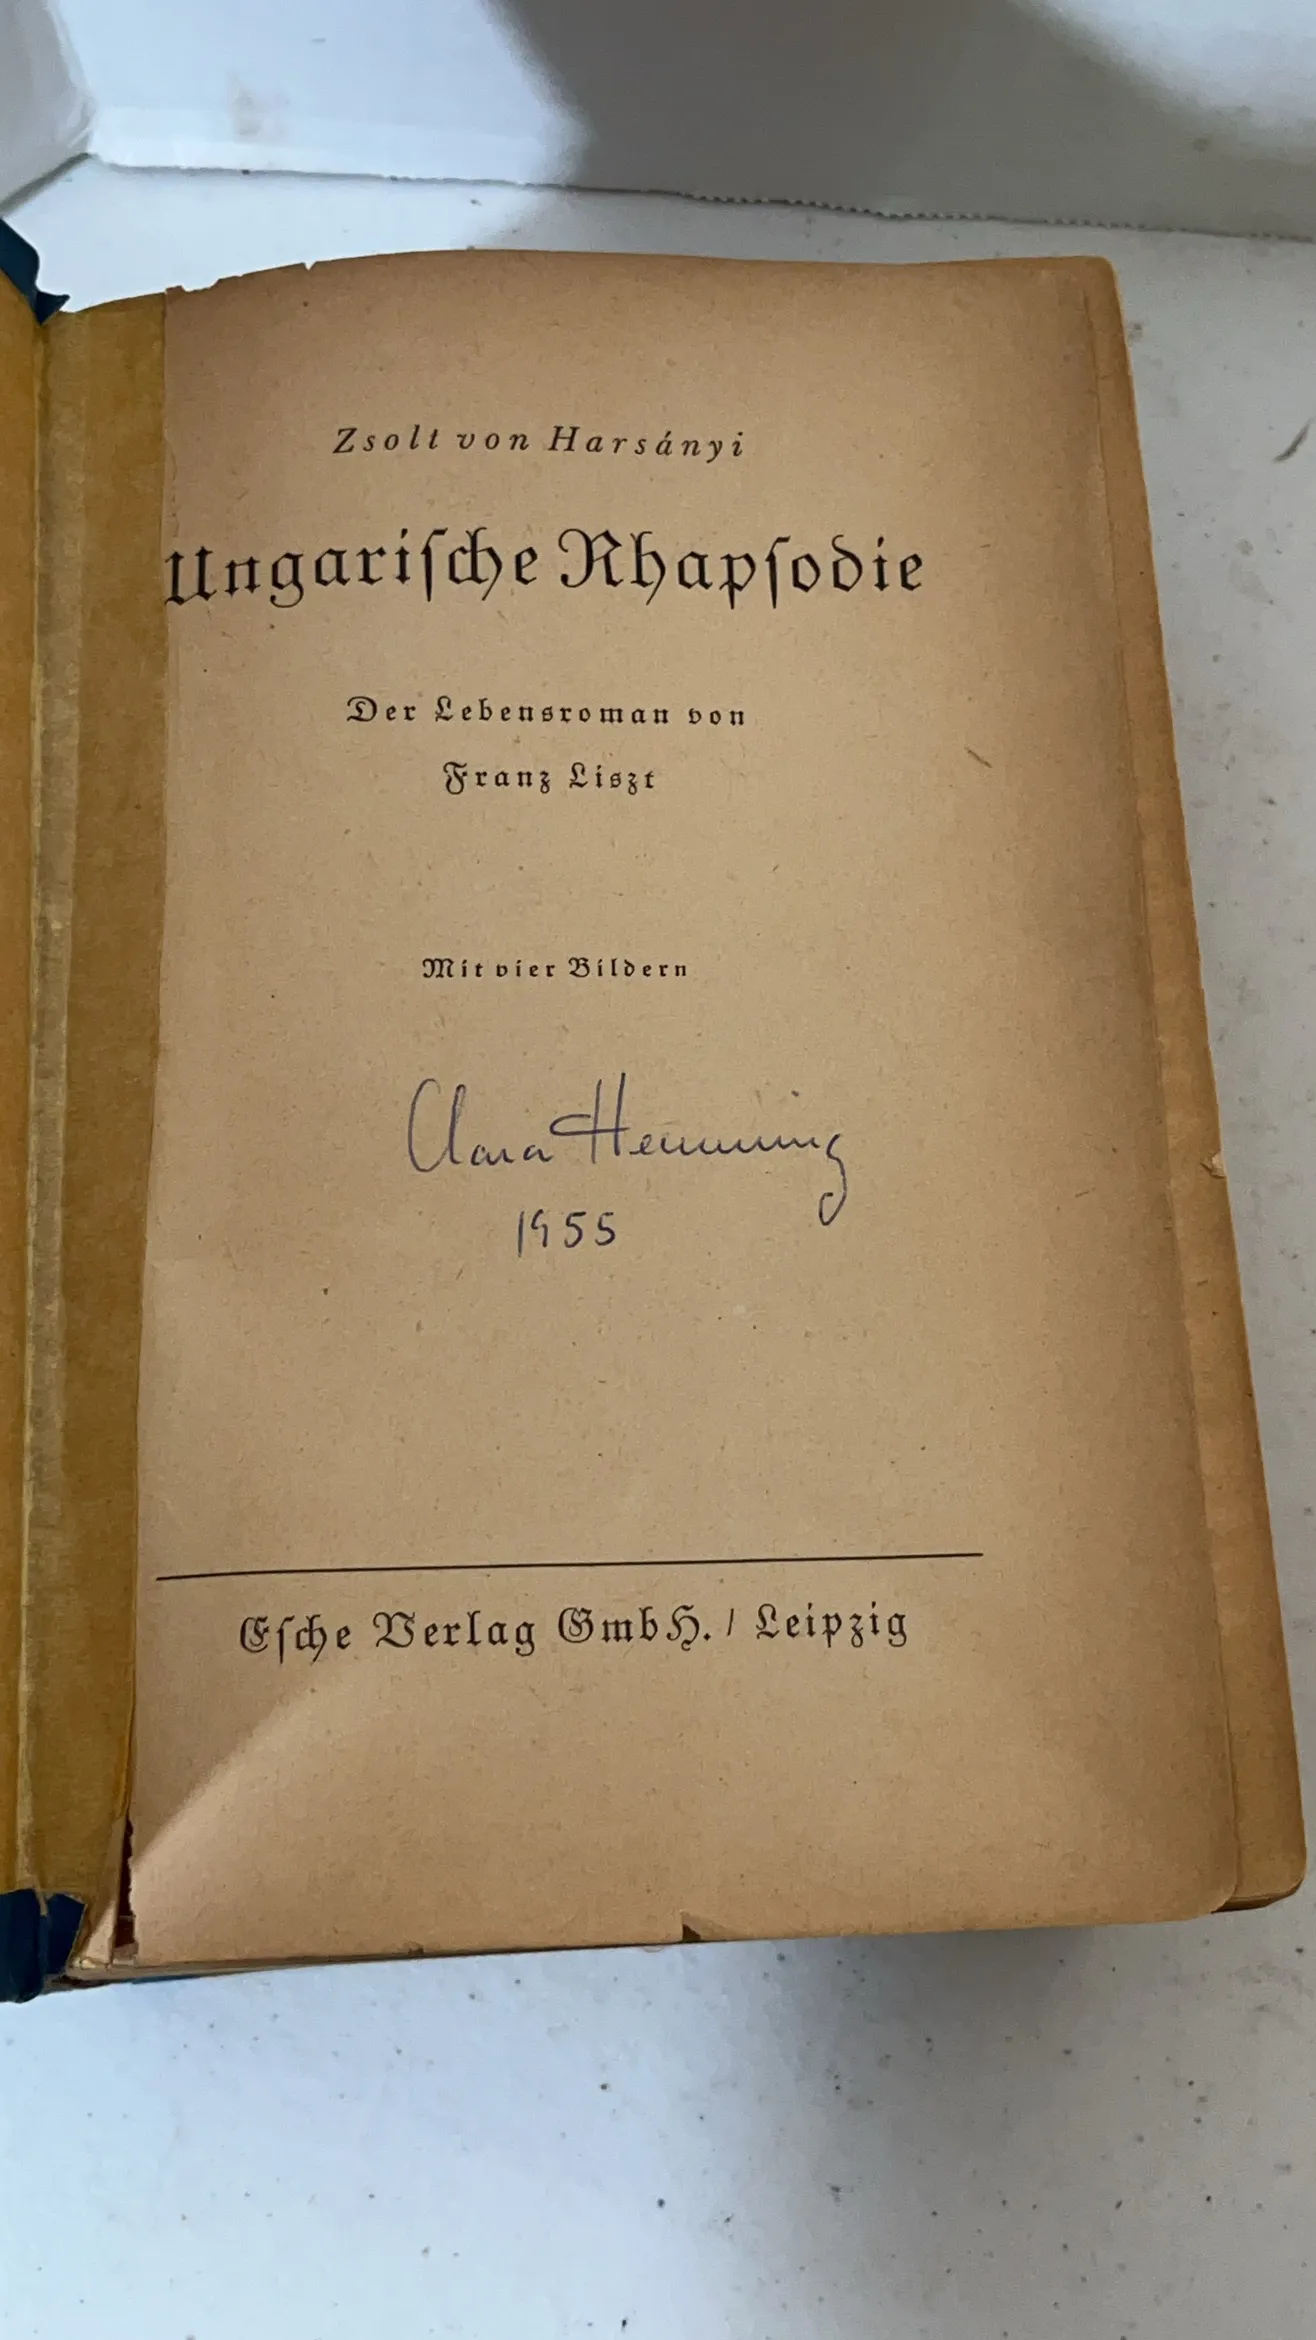 Zsolt von Harsányi
Ungarische Rhapsodie
Der Lebensroman von
Franz Liszt
Mit vier Bildern
Clara Hemming
1955
Esche Verlag GmbH. / Leipzig